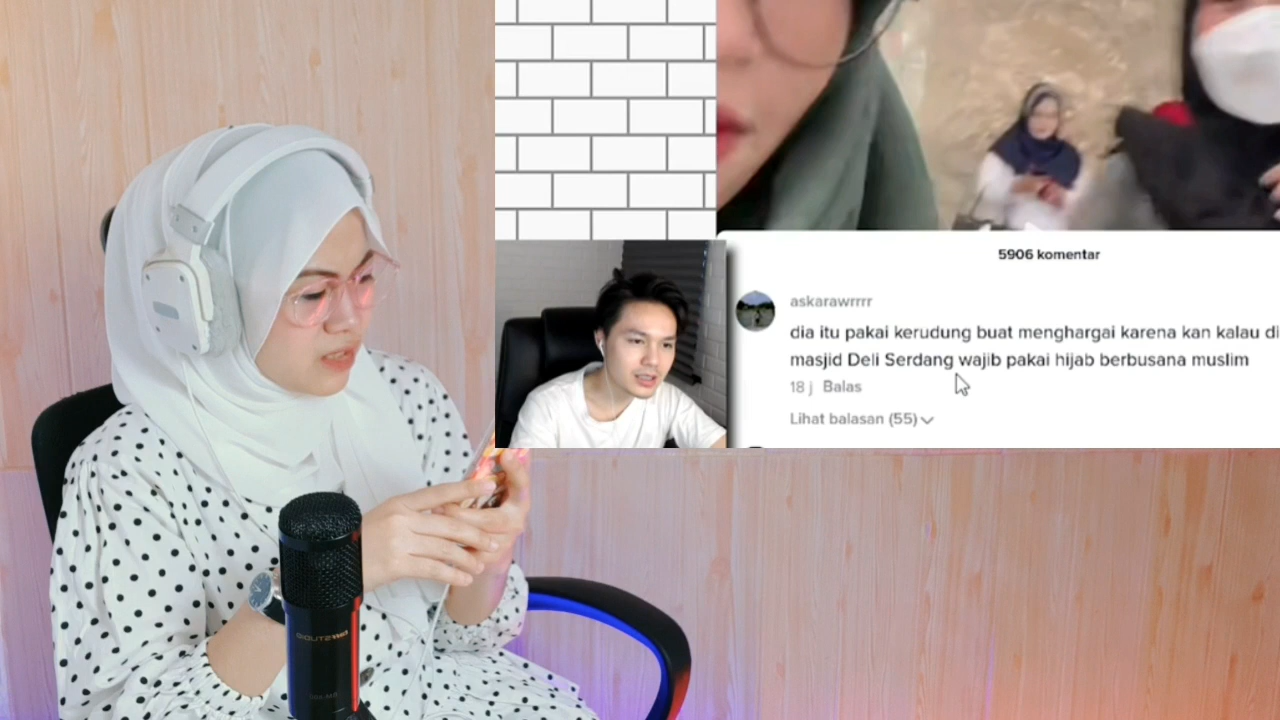 5906 komentar
askarawrrrr
dia itu pakai kerudung buat menghargai karena kan kalau di
masjid Deli Serdang wajib pakai hijab berbusana muslim
18 j Balas
Lihat balasan (55)